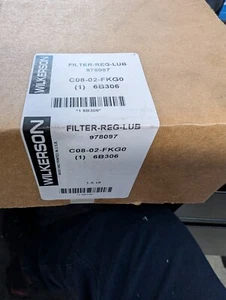 FILTER-REG-LUB
978097
C08-02-FKG0
(1) 6B306
WILKERSON
FILTER-REG-LUB
978097
C08-02-FKG0
(1) 6B306
WILKERSON